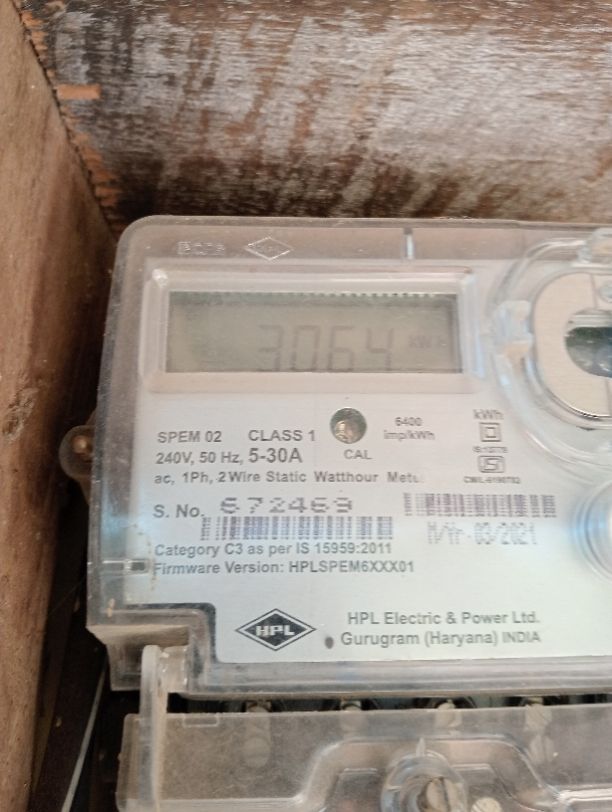 3064 kWh
SPEM 02 CLASS 1
6400
imp/kWh
kWh
240V, 50 Hz, 5-30A
CAL
ac, 1Ph, 2 Wire Static Watthour
S. No. 672469
M/Yr 03/2021
Category C3 as per IS 15959:2011
Firmware Version: HPLSPEM6XXX01
HPL
HPL Electric & Power Ltd.
Gurugram (Haryana) INDIA